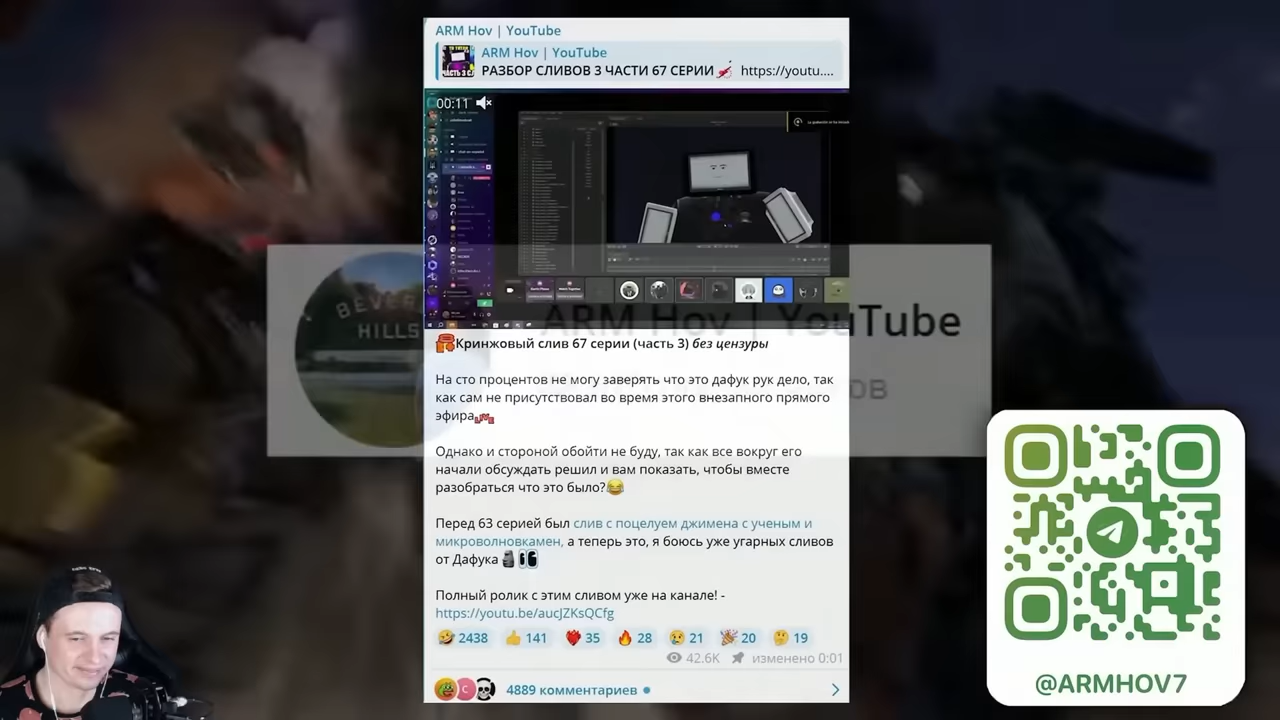 ARM Hov | YouTube
ARM Hov | YouTube
РАЗБОР СЛИВОВ 3 ЧАСТИ 67 СЕРИИ https://youtu....
00:11
BEVER
HILLS
ARM Hov | YouTube
ОВ
Кринжовый слив 67 серии (часть 3) без цензуры
На сто процентов не могу заверять что это дафук рук дело, так
как сам не присутствовал во время этого внезапного прямого
эфира
Однако и стороной обойти не буду, так как все вокруг его
начали обсуждать решил и вам показать, чтобы вместе
разобраться что это было?😂
Перед 63 серией был слив с поцелуем джимена с ученым и
микроволновкамен, а теперь это, я боюсь уже угарных сливов
от Дафука
Полный ролик с этим сливом уже на канале! -
https://youtu.be/aucJZKsQCfg
🤣 2438 👍 141 ❤️ 35 🔥 28 😢 21 🎉 20 🤔 19
42.6K изменено 0:01
4889 комментариев
@ARMHOV7